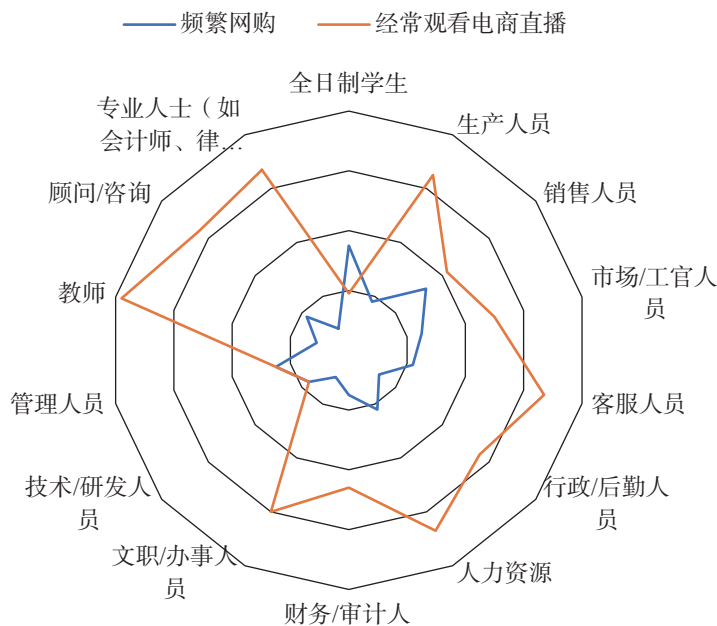 频繁网购
经常观看电商直播
全日制学生
生产人员
销售人员
市场/工官人
员
客服人员
行政/后勤人
员
人力资源
财务/审计人
文职/办事人
员
技术/研发人
员
管理人员
教师
顾问/咨询
专业人士（如
会计师、律…